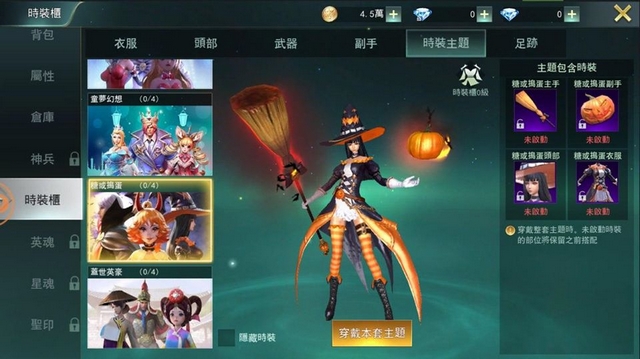 時裝櫃
4.5萬
0
0
背包
屬性
倉庫
神兵
時裝櫃
英魂
星魂
聖印
衣服
頭部
武器
副手
時裝主題
足跡
童夢幻想 (0/4)
糖或搗蛋 (0/4)
蓋世英豪 (0/4)
時裝櫃0級
隱藏時裝
穿戴本套主題
主題包含時裝
糖或搗蛋主手
糖或搗蛋副手
未啟動
未啟動
糖或搗蛋頭部
糖或搗蛋衣服
未啟動
未啟動
穿戴整套主題時，未啟動時裝
的部位將保留之前搭配